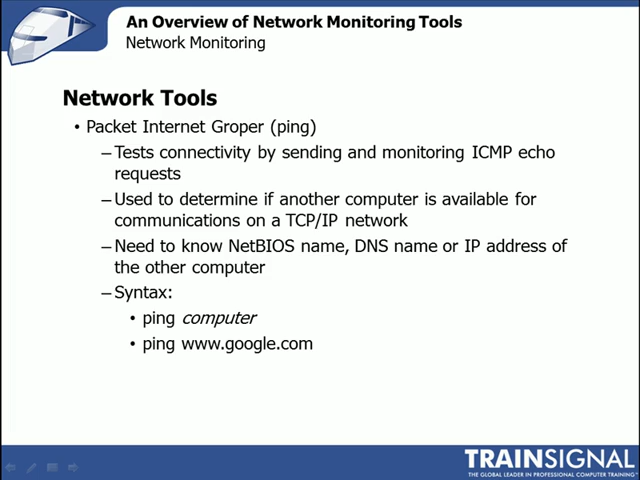 An Overview of Network Monitoring Tools
Network Monitoring
Network Tools
• Packet Internet Groper (ping)
– Tests connectivity by sending and monitoring ICMP echo
requests
– Used to determine if another computer is available for
communications on a TCP/IP network
– Need to know NetBIOS name, DNS name or IP address of
the other computer
– Syntax:
• ping computer
• ping www.google.com
TRAINSIGNAL
THE GLOBAL LEADER IN PROFESSIONAL COMPUTER TRAINING™